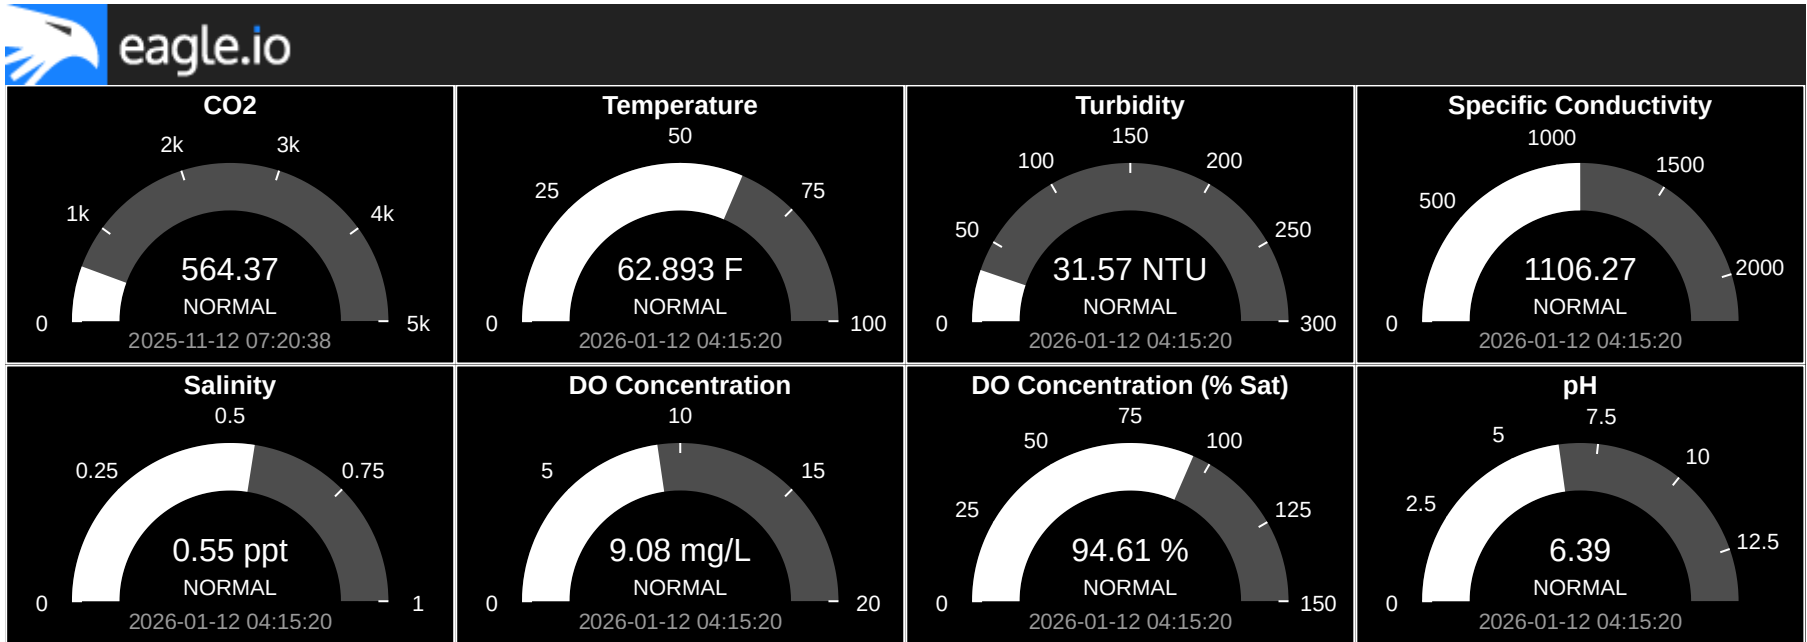 eagle.io
CO2
0
1k
2k
3k
4k
5k
564.37
NORMAL
2025-11-12 07:20:38
Temperature
0
25
50
75
100
62.893 F
NORMAL
2026-01-12 04:15:20
Turbidity
0
50
100
150
200
250
300
31.57 NTU
NORMAL
2026-01-12 04:15:20
Specific Conductivity
0
500
1000
1500
2000
1106.27
NORMAL
2026-01-12 04:15:20
Salinity
0
0.25
0.5
0.75
1
0.55 ppt
NORMAL
2026-01-12 04:15:20
DO Concentration
0
5
10
15
20
9.08 mg/L
NORMAL
2026-01-12 04:15:20
DO Concentration (% Sat)
0
25
50
75
100
125
150
94.61 %
NORMAL
2026-01-12 04:15:20
pH
0
2.5
5
7.5
10
12.5
6.39
NORMAL
2026-01-12 04:15:20